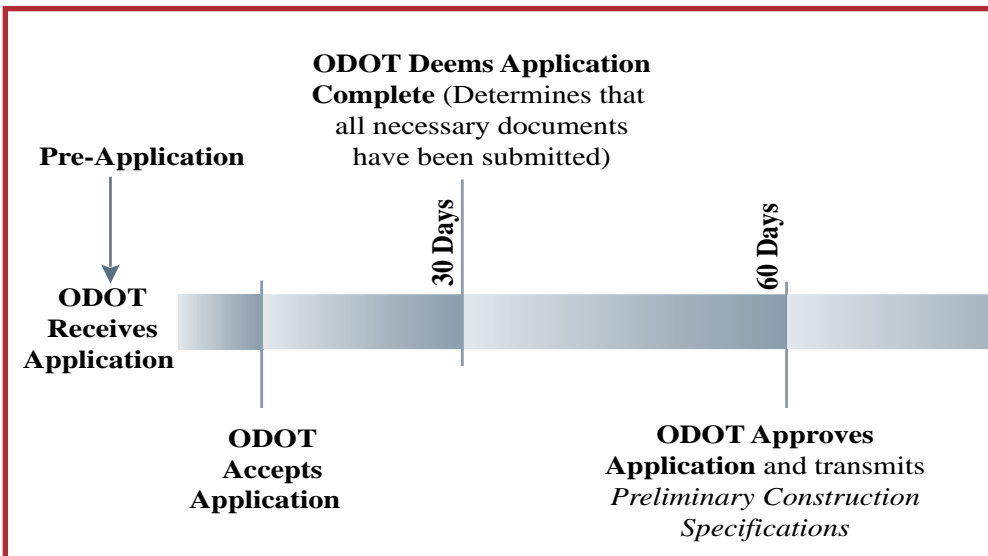 ODOT Deems Application
Complete (Determines that
all necessary documents
have been submitted)
Pre-Application
30 Days
60 Days
ODOT
Receives
Application
ODOT
Accepts
Application
ODOT Approves
Application and transmits
Preliminary Construction
Specifications